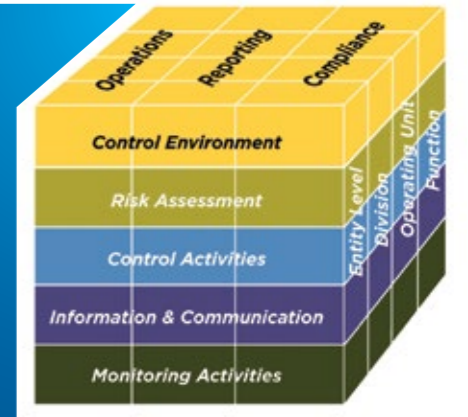 Operations
Reporting
Compliance
Control Environment
Risk Assessment
Control Activities
Information & Communication
Monitoring Activities
Entity Level
Division
Operating Unit
Function